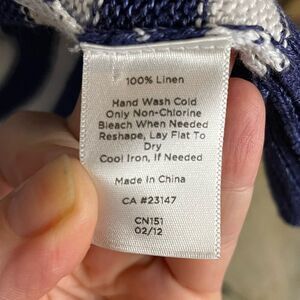 100% Linen
Hand Wash Cold
Only Non-Chlorine
Bleach When Needed
Reshape, Lay Flat To
Dry
Cool Iron, If Needed
Made In China
CA #23147
CN151
02/12